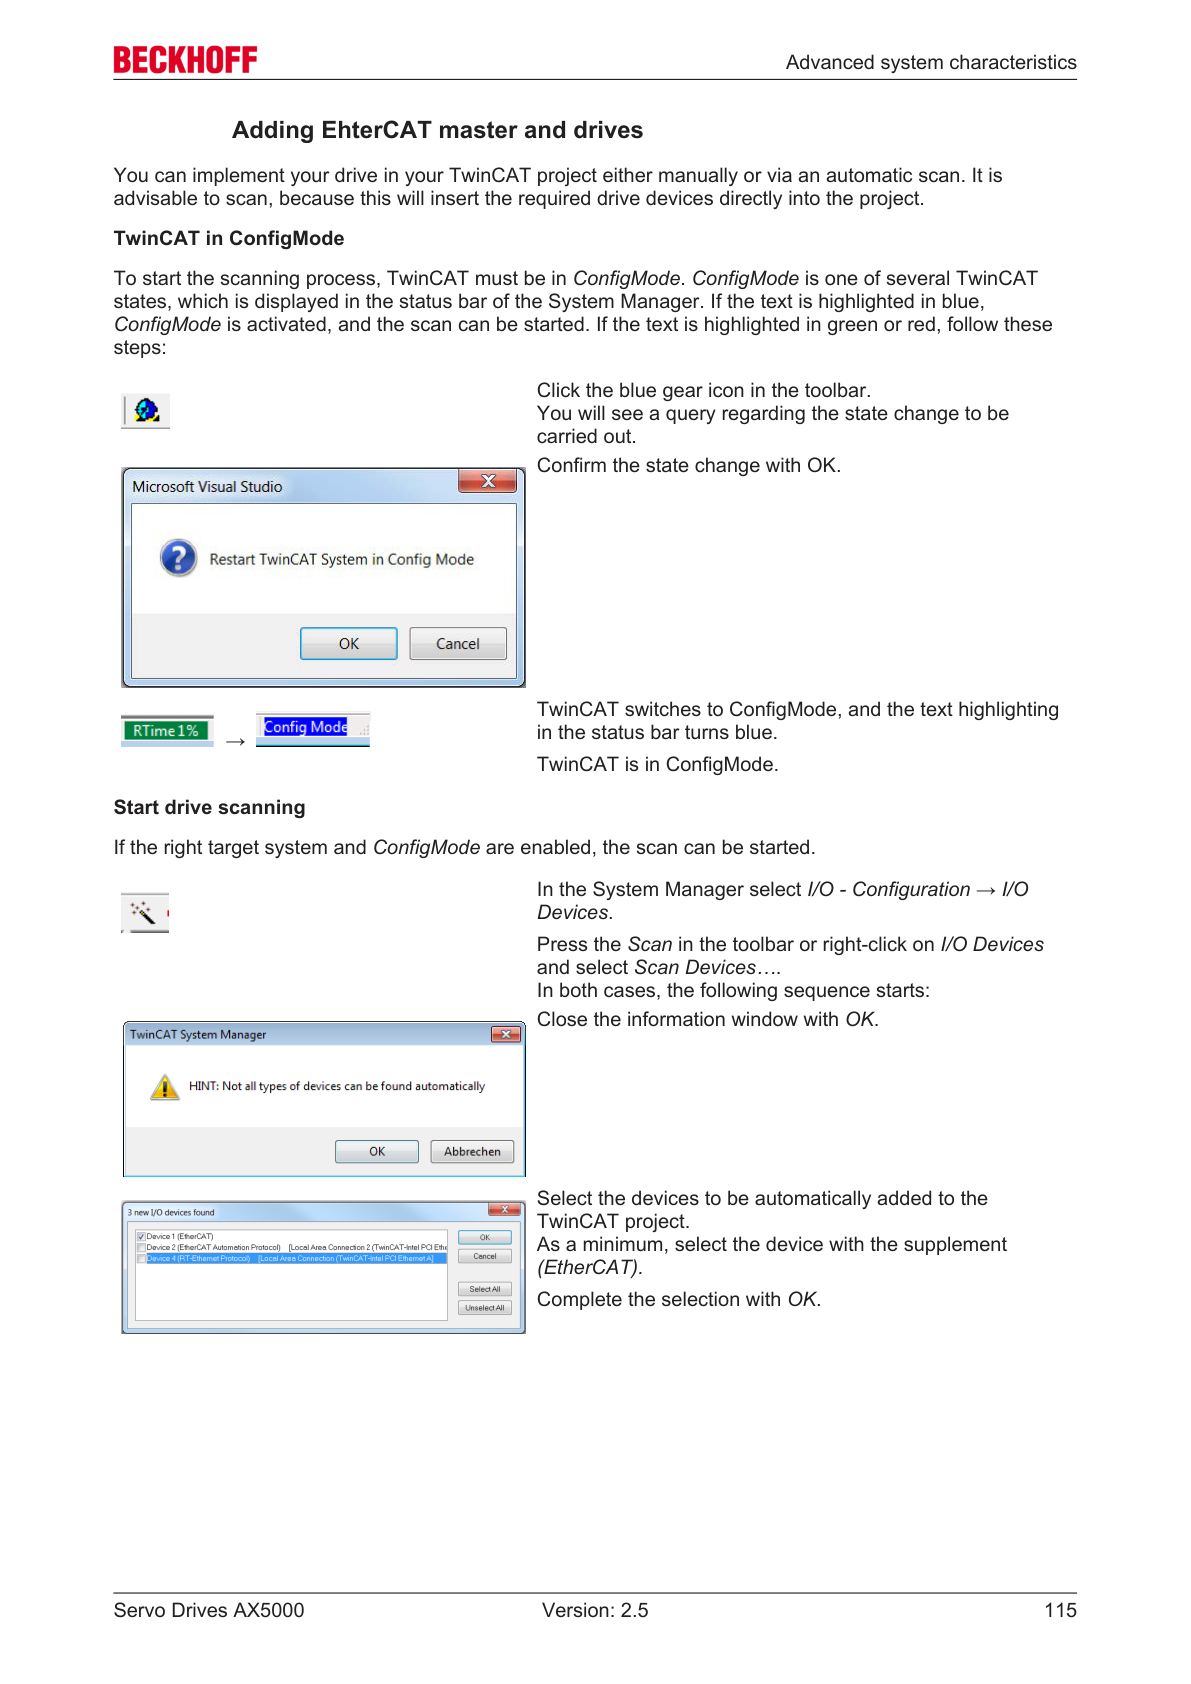 BECKHOFF
Advanced system characteristics
Adding EhterCAT master and drives
You can implement your drive in your TwinCAT project either manually or via an automatic scan. It is
advisable to scan, because this will insert the required drive devices directly into the project.
TwinCAT in ConfigMode
To start the scanning process, TwinCAT must be in ConfigMode. ConfigMode is one of several TwinCAT
states, which is displayed in the status bar of the System Manager. If the text is highlighted in blue,
ConfigMode is activated, and the scan can be started. If the text is highlighted in green or red, follow these
steps:
Click the blue gear icon in the toolbar.
You will see a query regarding the state change to be
carried out.
Confirm the state change with OK.
Microsoft Visual Studio
Restart TwinCAT System in Config Mode
OK
Cancel
RTime 1% → Config Mode
TwinCAT switches to ConfigMode, and the text highlighting
in the status bar turns blue.
TwinCAT is in ConfigMode.
Start drive scanning
If the right target system and ConfigMode are enabled, the scan can be started.
In the System Manager select I/O - Configuration → I/O
Devices.
Press the Scan in the toolbar or right-click on I/O Devices
and select Scan Devices….
In both cases, the following sequence starts:
Close the information window with OK.
TwinCAT System Manager
HINT: Not all types of devices can be found automatically
OK
Abbrechen
Select the devices to be automatically added to the
TwinCAT project.
As a minimum, select the device with the supplement
(EtherCAT).
Complete the selection with OK.
3 new I/O devices found
Device 1 (EtherCAT)
Device 2 (EtherCAT Automation Protocol) [Local Area Connection 2 (TwinCAT-Intel PCI Ethe
Device 4 (RT-Ethernet Protocol) [Local Area Connection (TwinCAT-Intel PCI Ethernet A]
OK
Cancel
Select All
Unselect All
Servo Drives AX5000
Version: 2.5
115